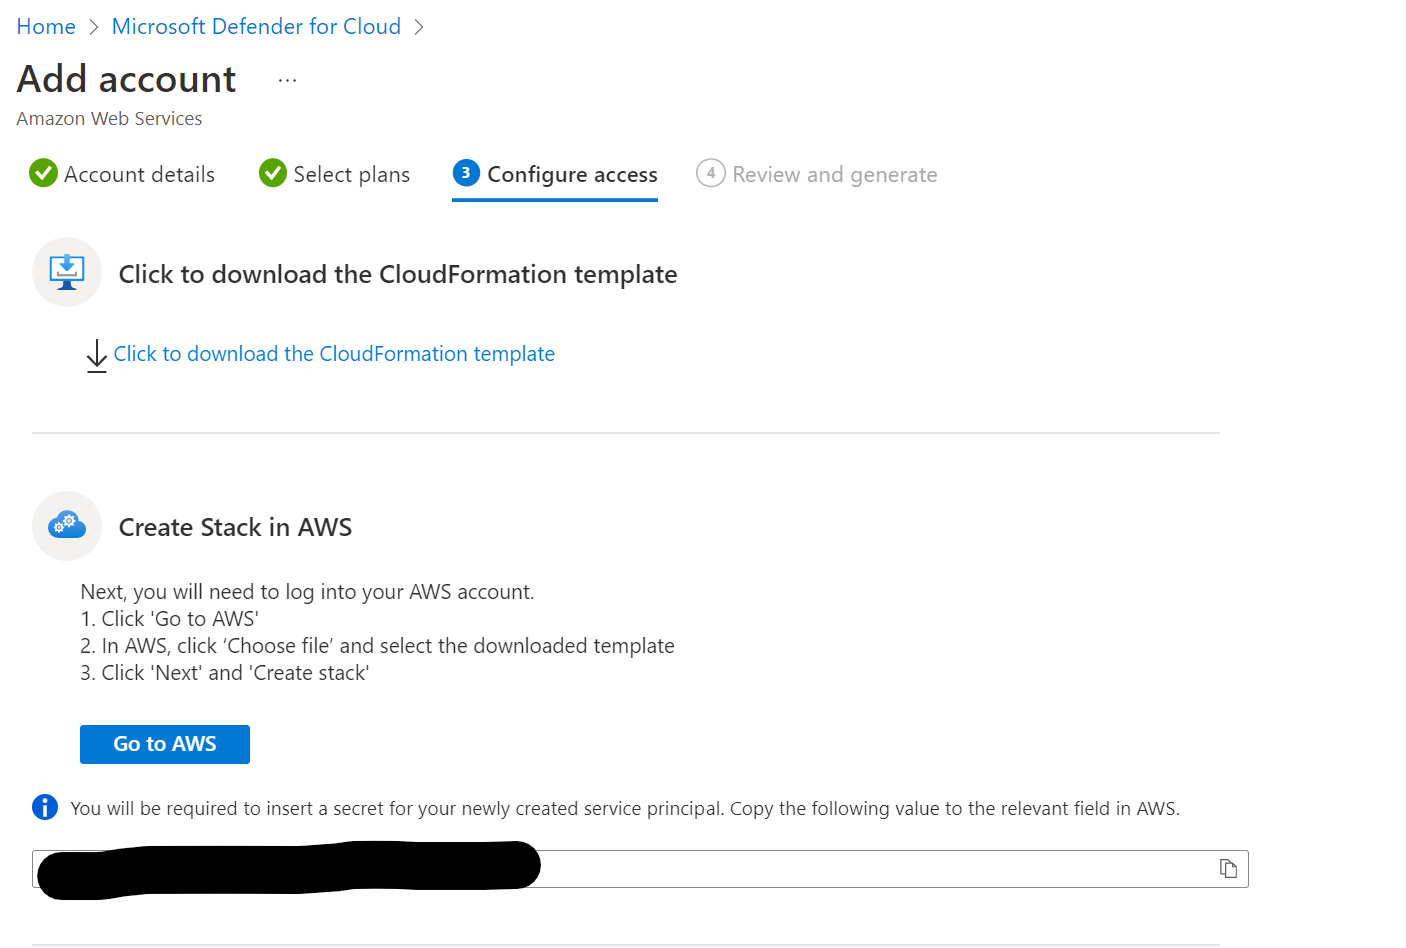 Home > Microsoft Defender for Cloud >
Add account ...
Amazon Web Services
Account details Select plans 3 Configure access 4 Review and generate
Click to download the CloudFormation template
Click to download the CloudFormation template
Create Stack in AWS
Next, you will need to log into your AWS account.
1. Click 'Go to AWS'
2. In AWS, click ‘Choose file’ and select the downloaded template
3. Click 'Next' and 'Create stack'
Go to AWS
You will be required to insert a secret for your newly created service principal. Copy the following value to the relevant field in AWS.